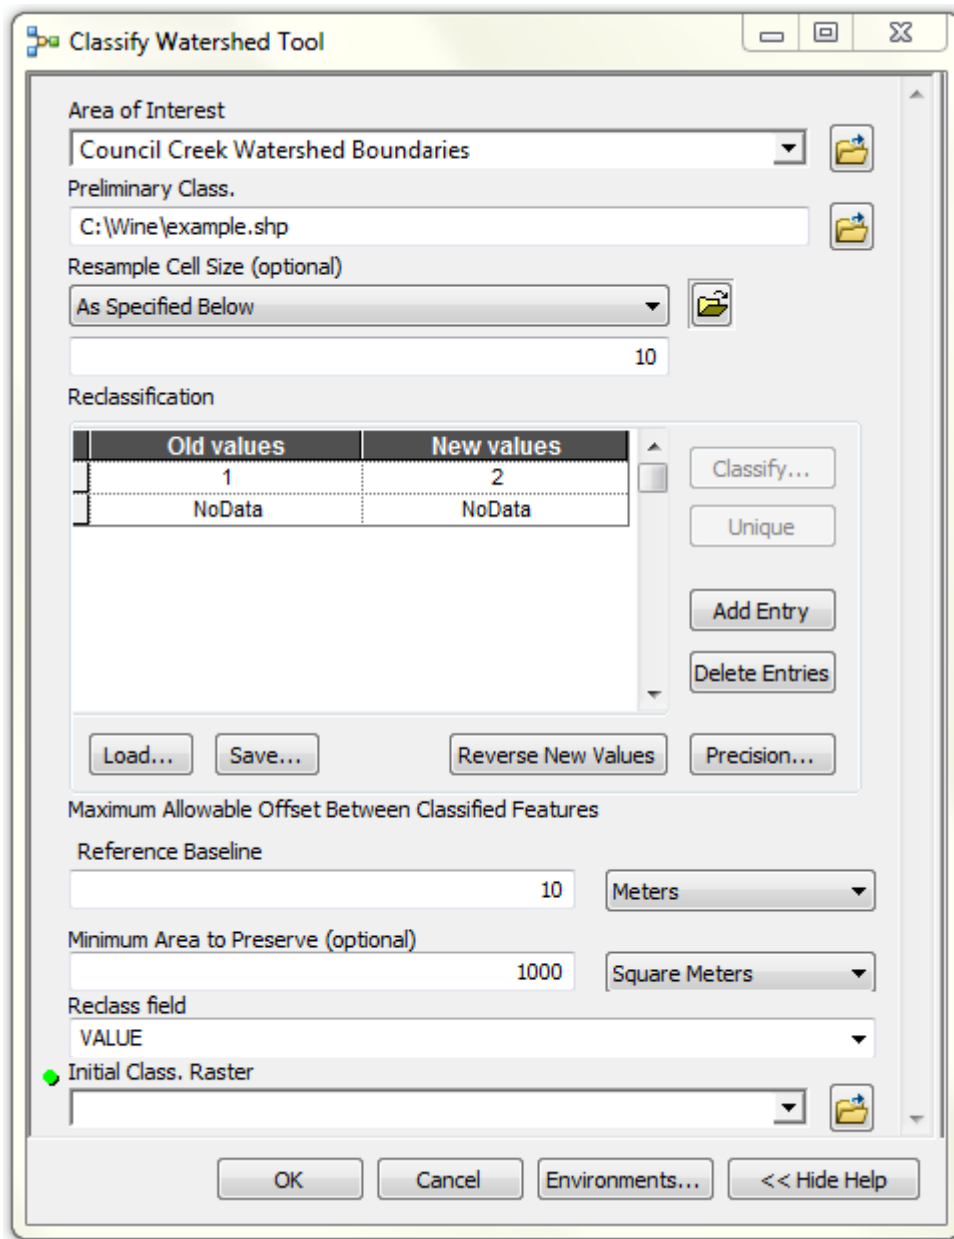 Classify Watershed Tool
Area of Interest
Council Creek Watershed Boundaries
Preliminary Class.
C:\Wine\example.shp
Resample Cell Size (optional)
As Specified Below
10
Reclassification
Old values New values
1 2
NoData NoData
Classify...
Unique
Add Entry
Delete Entries
Load... Save... Reverse New Values Precision...
Maximum Allowable Offset Between Classified Features
Reference Baseline
10 Meters
Minimum Area to Preserve (optional)
1000 Square Meters
Reclass field
VALUE
Initial Class. Raster
OK Cancel Environments... << Hide Help